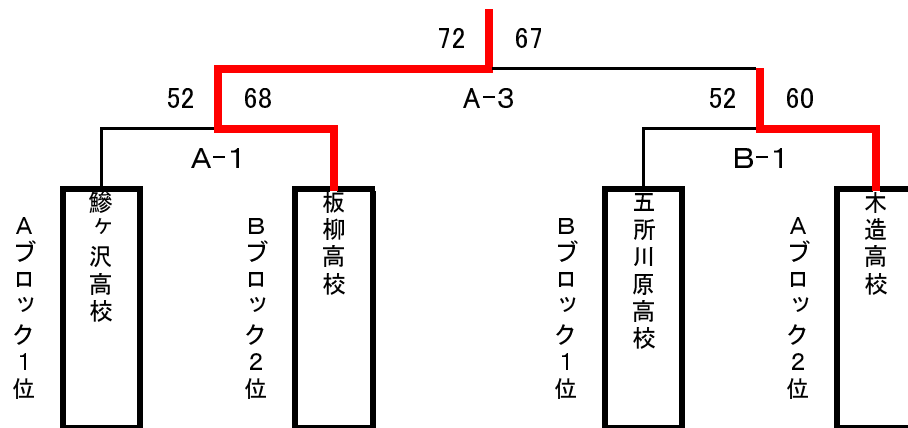 72 67
52 68
A-3
52 60
A-1
B-1
Aブロック1位
鰺ヶ沢高校
Bブロック2位
板柳高校
Bブロック1位
五所川原高校
Aブロック2位
木造高校